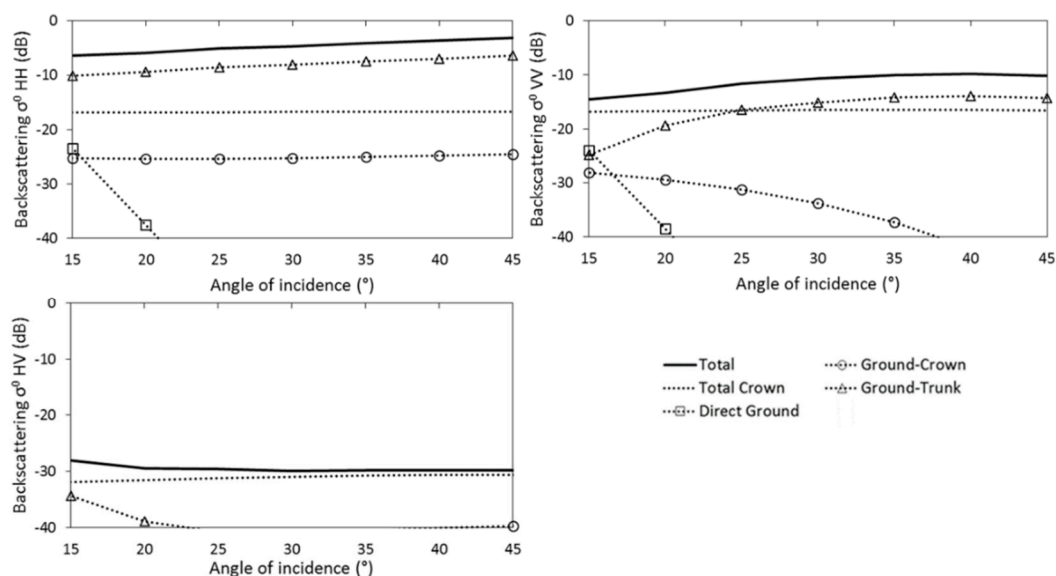 Backscattering σ⁰ HH (dB)
0
-10
-20
-30
-40
15 20 25 30 35 40 45
Angle of incidence (°)
Backscattering σ⁰ VV (dB)
0
-10
-20
-30
-40
15 20 25 30 35 40 45
Angle of incidence (°)
Backscattering σ⁰ HV (dB)
0
-10
-20
-30
-40
15 20 25 30 35 40 45
Angle of incidence (°)
Total
Ground-Crown
Total Crown
Ground-Trunk
Direct Ground